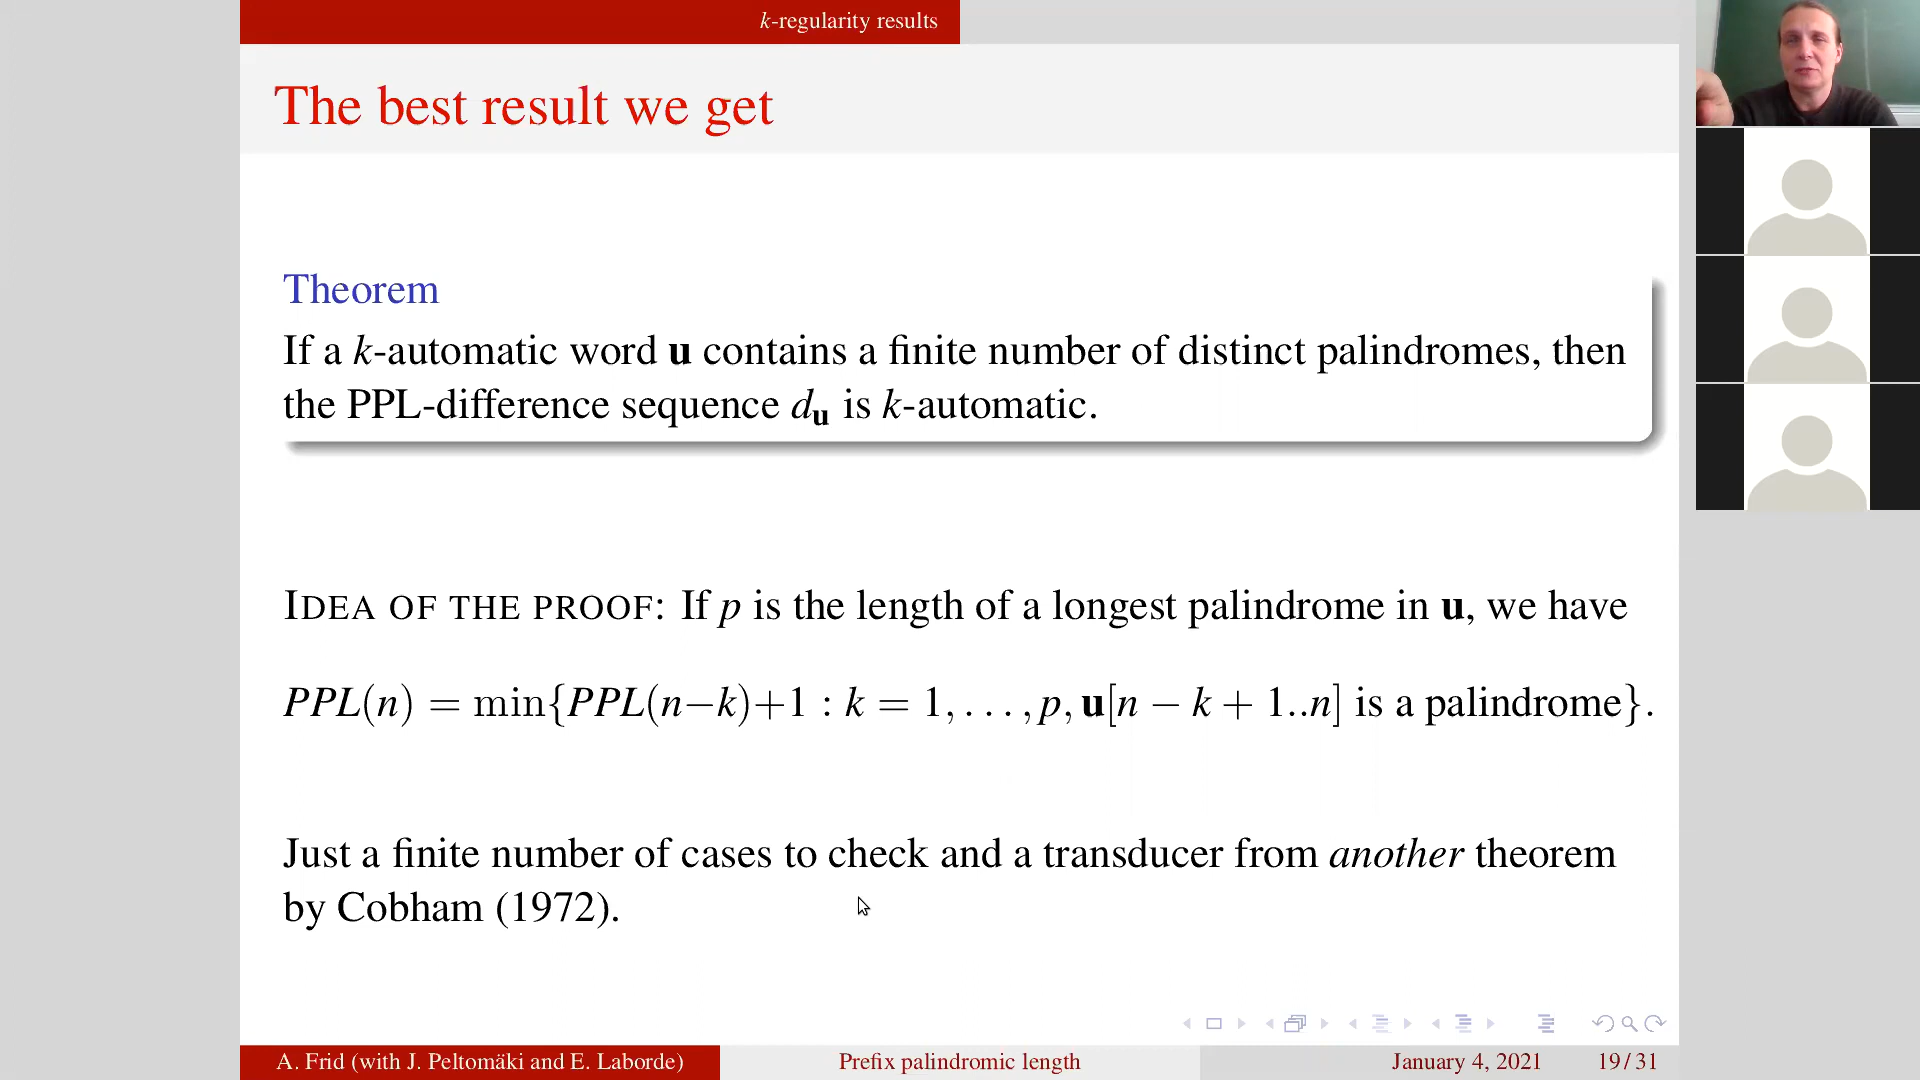 k-regularity results
The best result we get
Theorem
If a k-automatic word u contains a finite number of distinct palindromes, then
the PPL-difference sequence d_u is k-automatic.
IDEA OF THE PROOF: If p is the length of a longest palindrome in u, we have
PPL(n) = min{PPL(n−k)+1 : k = 1,...,p, u[n − k + 1..n] is a palindrome}.
Just a finite number of cases to check and a transducer from another theorem
by Cobham (1972).
A. Frid (with J. Peltomäki and E. Laborde) Prefix palindromic length January 4, 2021 19 / 31